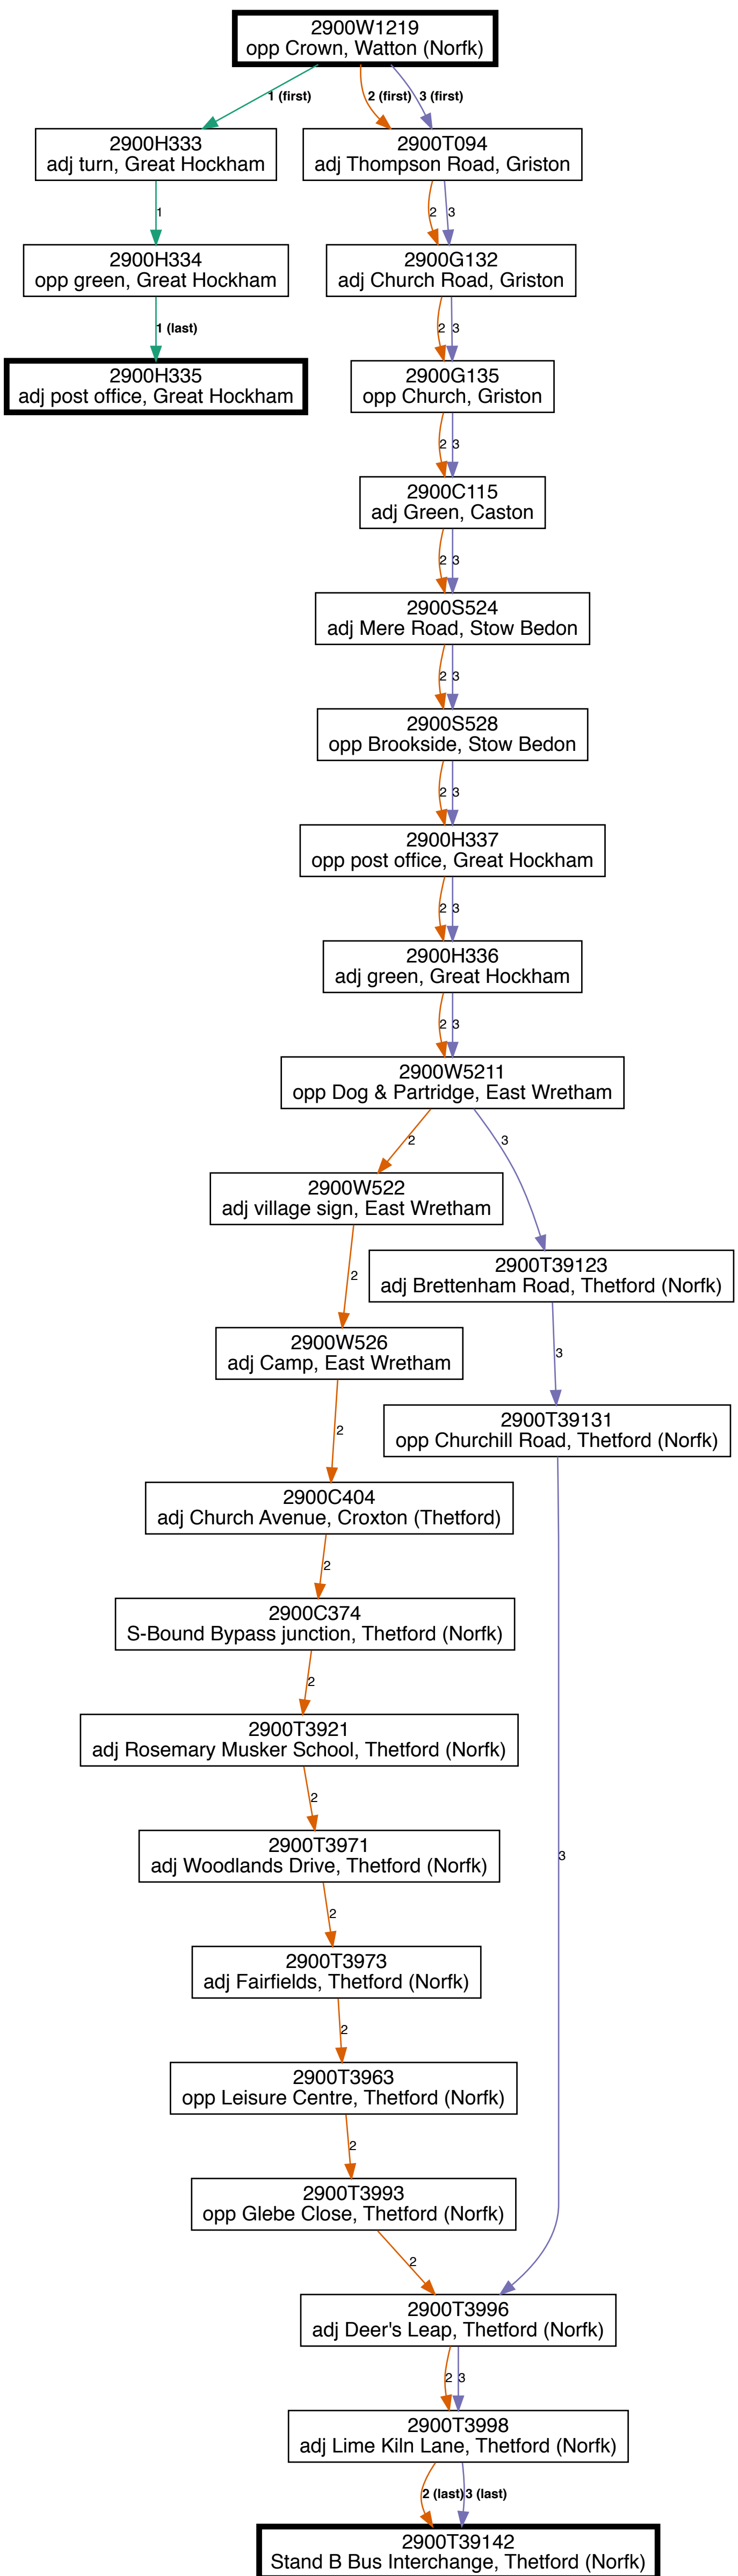 2900W1219
opp Crown, Watton (Norfk)
1 (first)
2 (first)
3 (first)
2900H333
adj turn, Great Hockham
2900T094
adj Thompson Road, Griston
1
2
3
2900H334
opp green, Great Hockham
2900G132
adj Church Road, Griston
1 (last)
2
3
2900H335
adj post office, Great Hockham
2900G135
opp Church, Griston
2
3
2900C115
adj Green, Caston
2
3
2900S524
adj Mere Road, Stow Bedon
2
3
2900S528
opp Brookside, Stow Bedon
2
3
2900H337
opp post office, Great Hockham
2
3
2900H336
adj green, Great Hockham
2
3
2900W5211
opp Dog & Partridge, East Wretham
2
3
2900W522
adj village sign, East Wretham
2900T39123
adj Brettenham Road, Thetford (Norfk)
2
2900W526
adj Camp, East Wretham
3
2900T39131
opp Churchill Road, Thetford (Norfk)
2
2900C404
adj Church Avenue, Croxton (Thetford)
2
2900C374
S-Bound Bypass junction, Thetford (Norfk)
2
2900T3921
adj Rosemary Musker School, Thetford (Norfk)
2
2900T3971
adj Woodlands Drive, Thetford (Norfk)
3
2
2900T3973
adj Fairfields, Thetford (Norfk)
2
2900T3963
opp Leisure Centre, Thetford (Norfk)
2
2900T3993
opp Glebe Close, Thetford (Norfk)
2
2900T3996
adj Deer's Leap, Thetford (Norfk)
2
3
2900T3998
adj Lime Kiln Lane, Thetford (Norfk)
2 (last)
3 (last)
2900T39142
Stand B Bus Interchange, Thetford (Norfk)